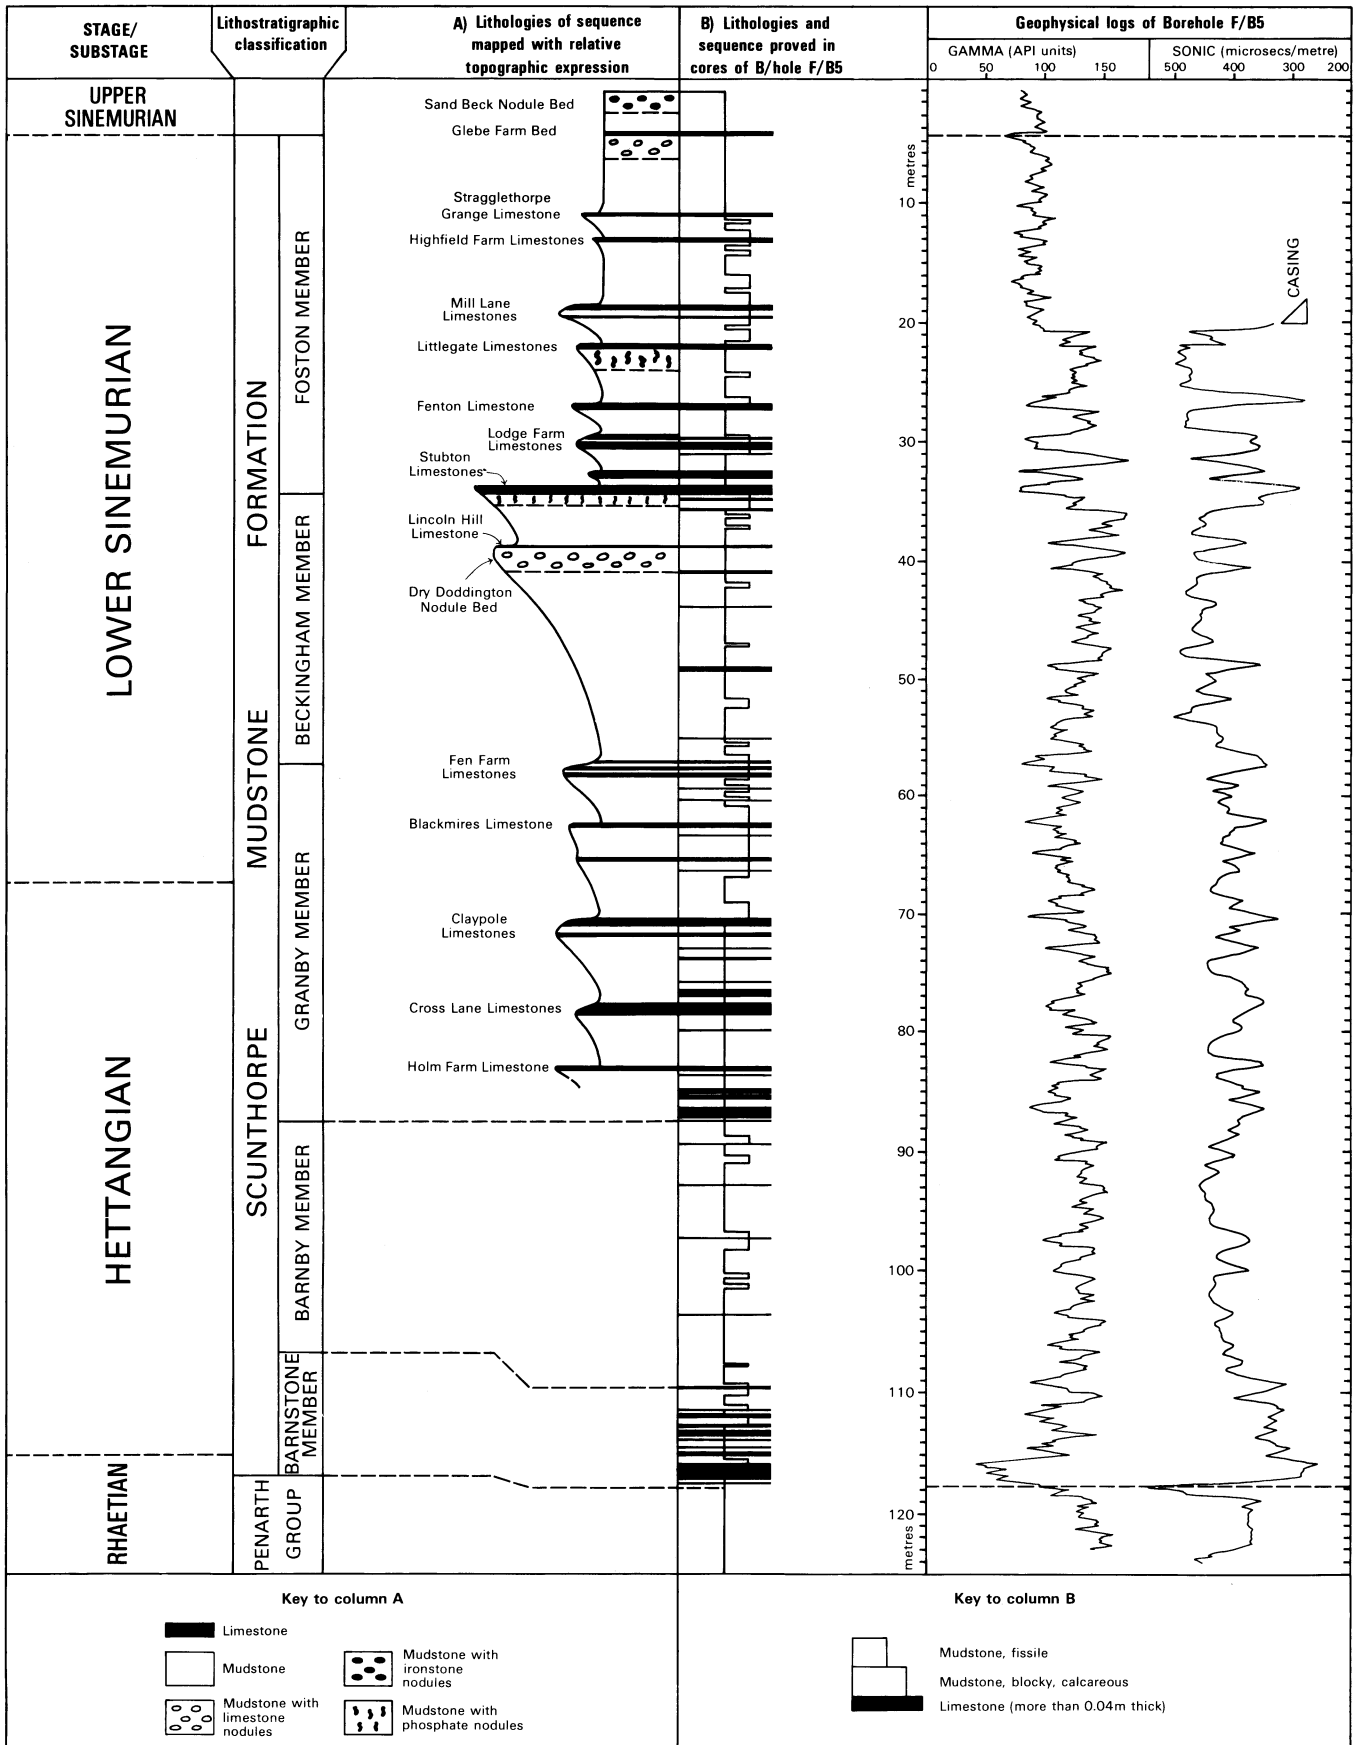 STAGE/
SUBSTAGE
Lithostratigraphic
classification
A) Lithologies of sequence
mapped with relative
topographic expression
B) Lithologies and
sequence proved in
cores of B/hole F/B5
Geophysical logs of Borehole F/B5
GAMMA (API units)
SONIC (microsecs/metre)
0 50 100 150
500 400 300 200
UPPER
SINEMURIAN
LOWER SINEMURIAN
HETTANGIAN
RHAETIAN
SCUNTHORPE MUDSTONE FORMATION
PENARTH
GROUP
FOSTON MEMBER
BECKINGHAM MEMBER
GRANBY MEMBER
BARNBY MEMBER
BARNSTONE
MEMBER
Sand Beck Nodule Bed
Glebe Farm Bed
Stragglethorpe
Grange Limestone
Highfield Farm Limestones
Mill Lane
Limestones
Littlegate Limestones
Fenton Limestone
Lodge Farm
Limestones
Stubton
Limestones
Lincoln Hill
Limestone
Dry Doddington
Nodule Bed
Fen Farm
Limestones
Blackmires Limestone
Claypole
Limestones
Cross Lane Limestones
Holm Farm Limestone
metres
10
20
30
40
50
60
70
80
90
100
110
120
metres
CASING
Key to column A
Limestone
Mudstone
Mudstone with
limestone
nodules
Mudstone with
ironstone
nodules
Mudstone with
phosphate nodules
Key to column B
Mudstone, fissile
Mudstone, blocky, calcareous
Limestone (more than 0.04m thick)